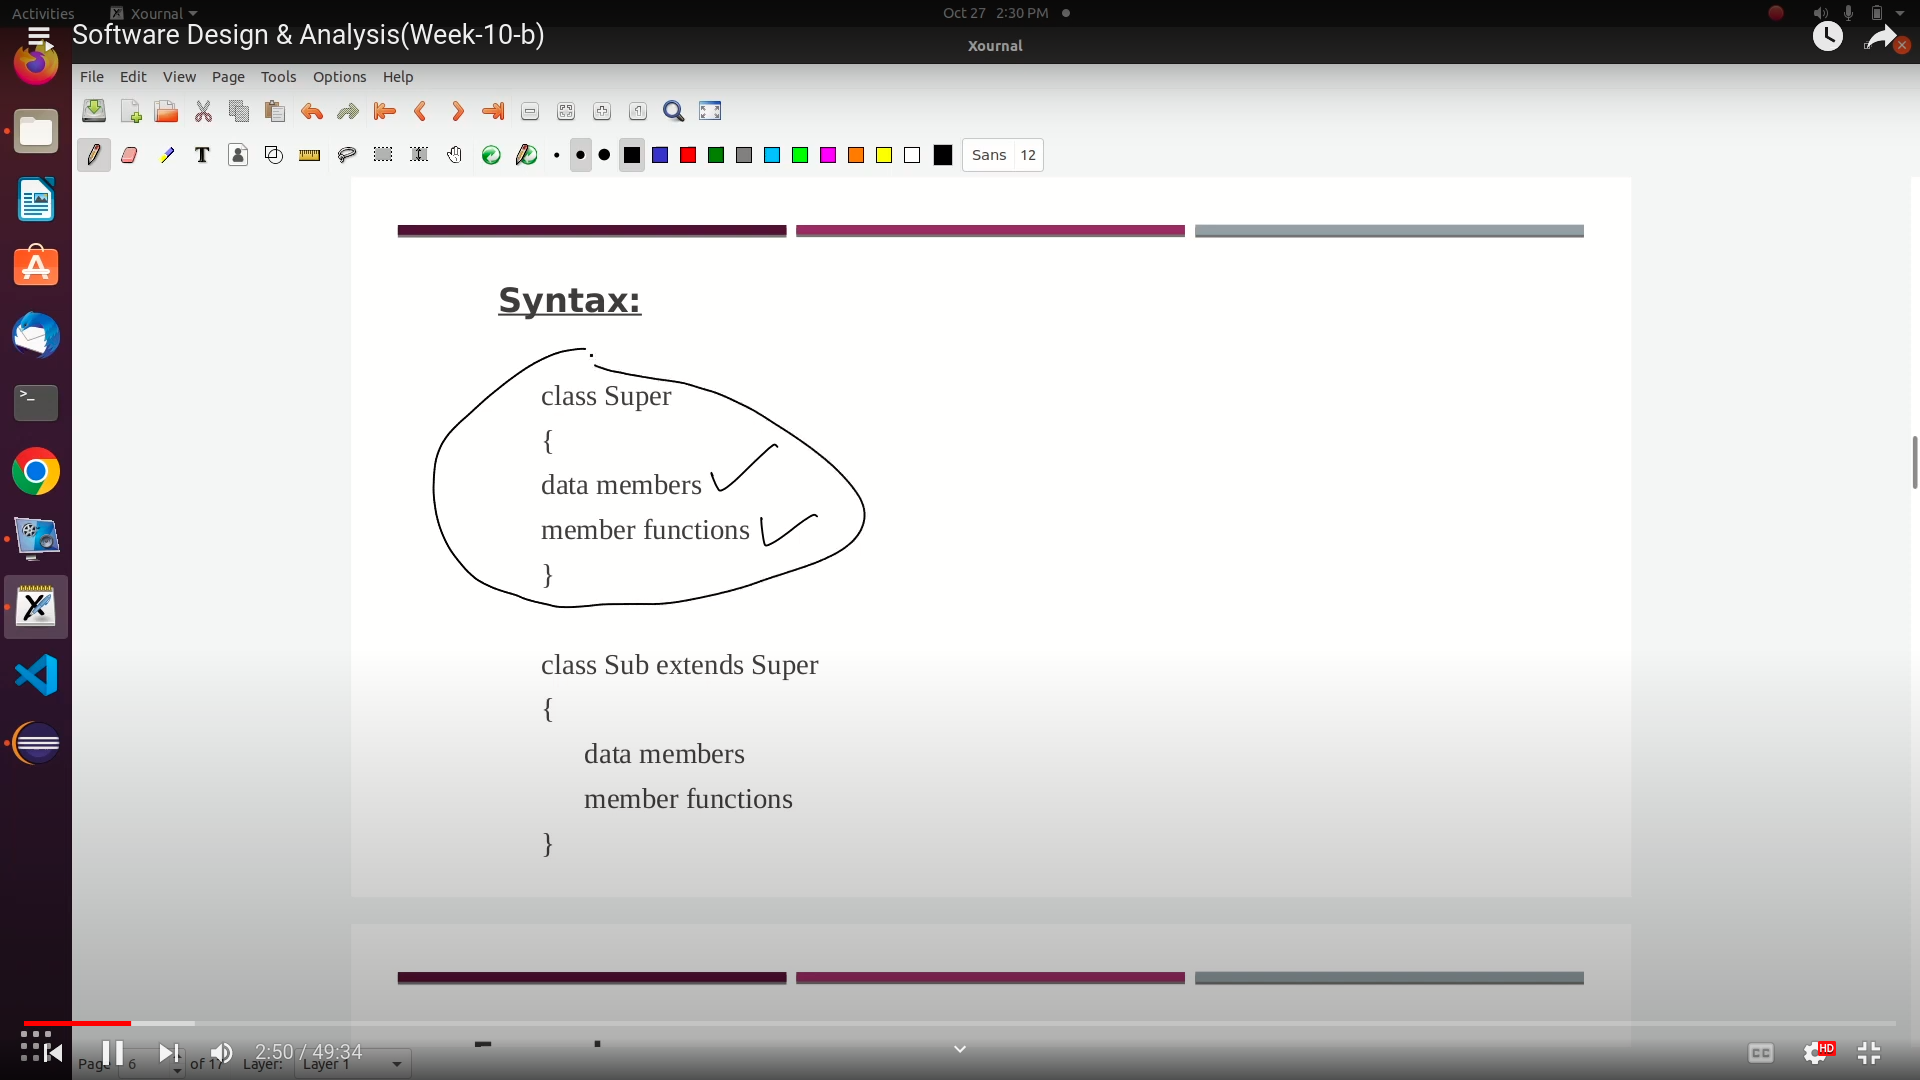 Activities
Xournal
Oct 27 2:30 PM
Software Design & Analysis(Week-10-b)
Xournal
File Edit View Page Tools Options Help
T
Sans 12
Syntax:
class Super
{
data members
member functions
}
class Sub extends Super
{
data members
member functions
}
2:50 / 49:34
CC
HD
Page 6 of 17 Layer: Layer 1